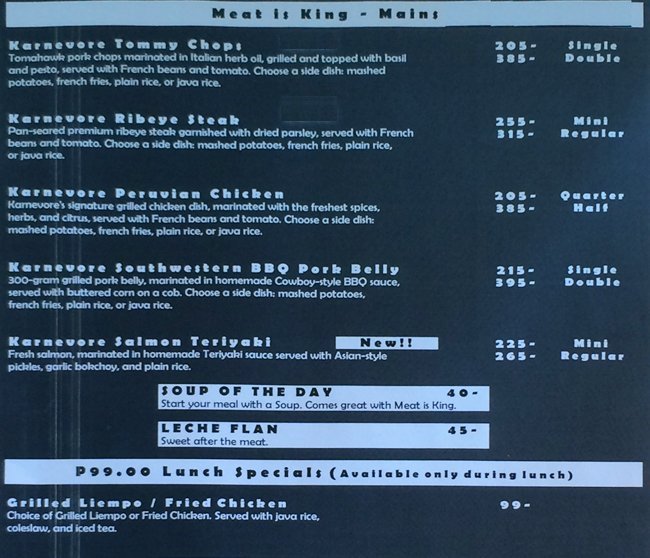 Meat is King - Mains
Karnevore Tommy Chops 205- Single
Tomahawk pork chops marinated in Italian herb oil, grilled and topped with basil 385- Double
and pesto, served with French beans and tomato. Choose a side dish: mashed
potatoes, french fries, plain rice, or java rice.
Karnevore Ribeye Steak 255- Mini
Pan-seared premium ribeye steak garnished with dried parsley, served with French 315- Regular
beans and tomato. Choose a side dish: mashed potatoes, french fries, plain rice,
or java rice.
Karnevore Peruvian Chicken 205- Quarter
Karnevore's signature grilled chicken dish, marinated with the freshest spices, 385- Half
herbs, and citrus, served with French beans and tomato. Choose a side dish:
mashed potatoes, french fries, plain rice, or java rice.
Karnevore Southwestern BBQ Pork Belly 215- Single
300-gram grilled pork belly, marinated in homemade Cowboy-style BBQ sauce, 395- Double
served with buttered corn on a cob. Choose a side dish: mashed potatoes,
french fries, plain rice, or java rice.
Karnevore Salmon Teriyaki New!! 225- Mini
Fresh salmon, marinated in homemade Teriyaki sauce served with Asian-style 265- Regular
pickles, garlic bokchoy, and plain rice.
SOUP OF THE DAY 40-
Start your meal with a Soup. Comes great with Meat is King.
LECHE FLAN 45-
Sweet after the meat.
P99.00 Lunch Specials (Available only during lunch)
Grilled Liempo / Fried Chicken 99-
Choice of Grilled Liempo or Fried Chicken. Served with java rice,
coleslaw, and iced tea.